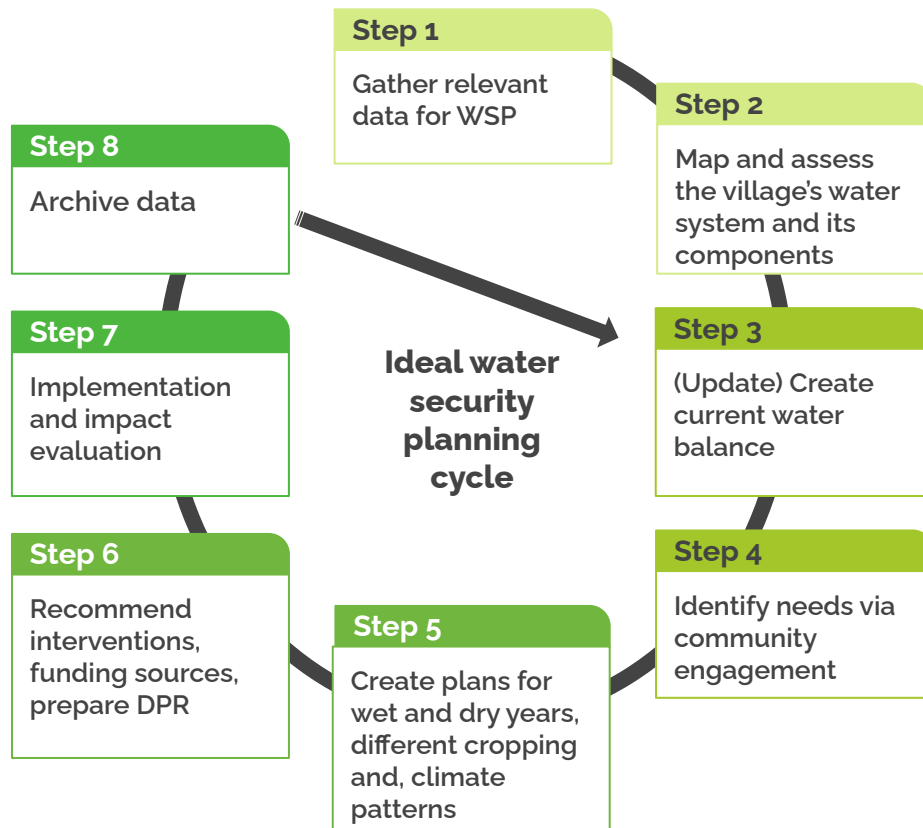 Step 1
Gather relevant
data for WSP
Step 2
Map and assess
the village's water
system and its
components
Step 3
(Update) Create
current water
balance
Step 4
Identify needs via
community
engagement
Step 5
Create plans for
wet and dry years,
different cropping
and, climate
patterns
Step 6
Recommend
interventions,
funding sources,
prepare DPR
Step 7
Implementation
and impact
evaluation
Step 8
Archive data
Ideal water
security
planning
cycle